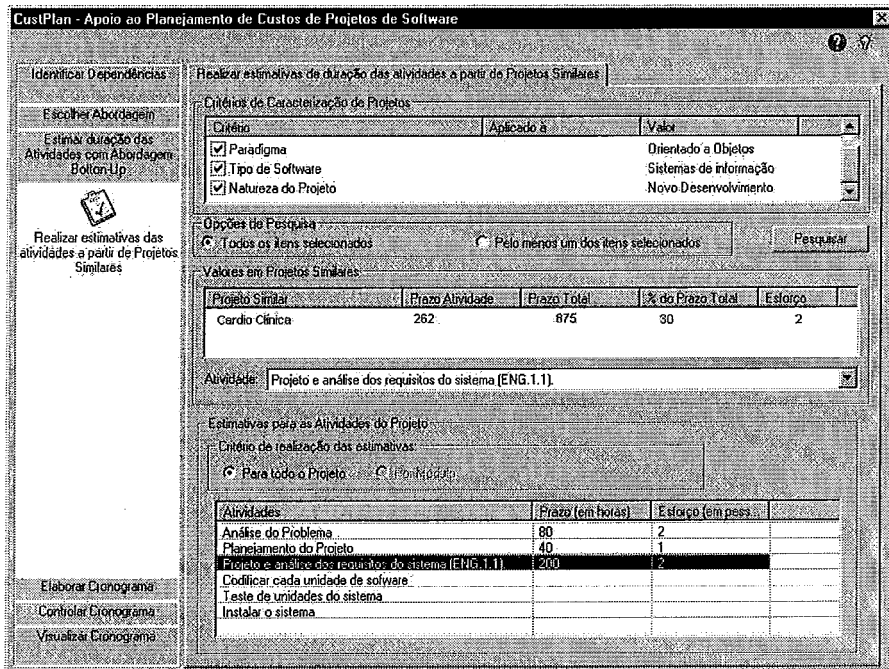 CustPlan - Apoio ao Planejamento de Custos de Projetos de Software
Identificar Dependências
Escolher Abordagem
Estimar duração das
Atividades com Abordagem
Botton-Up
Realizar estimativas das
atividades a partir de Projetos
Similares
Elaborar Cronograma
Controlar Cronograma
Visualizar Cronograma
Realizar estimativas de duração das atividades a partir de Projetos Similares
Critérios de Caracterização de Projetos
Critério Aplicado à Valor
Paradigma Orientado a Objetos
Tipo de Software Sistemas de informação
Natureza do Projeto Novo Desenvolvimento
Opções de Pesquisa
Todos os itens selecionados Pelo menos um dos itens selecionados Pesquisar
Valores em Projetos Similares
Projeto Similar Prazo Atividade Prazo Total % do Prazo Total Esforço
Cardio Clínica 262 875 30 2
Atividade: Projeto e análise dos requisitos do sistema (ENG.1.1).
Estimativas para as Atividades do Projeto
Critério de realização das estimativas:
Para todo o Projeto Por Módulo
Atividades Prazo (em horas) Esforço (em pess...
Análise do Problema 80 2
Planejamento do Projeto 40 1
Projeto e análise dos requisitos do sistema (ENG.1.1). 200 2
Codificar cada unidade de sofware
Teste de unidades do sistema
Instalar o sistema